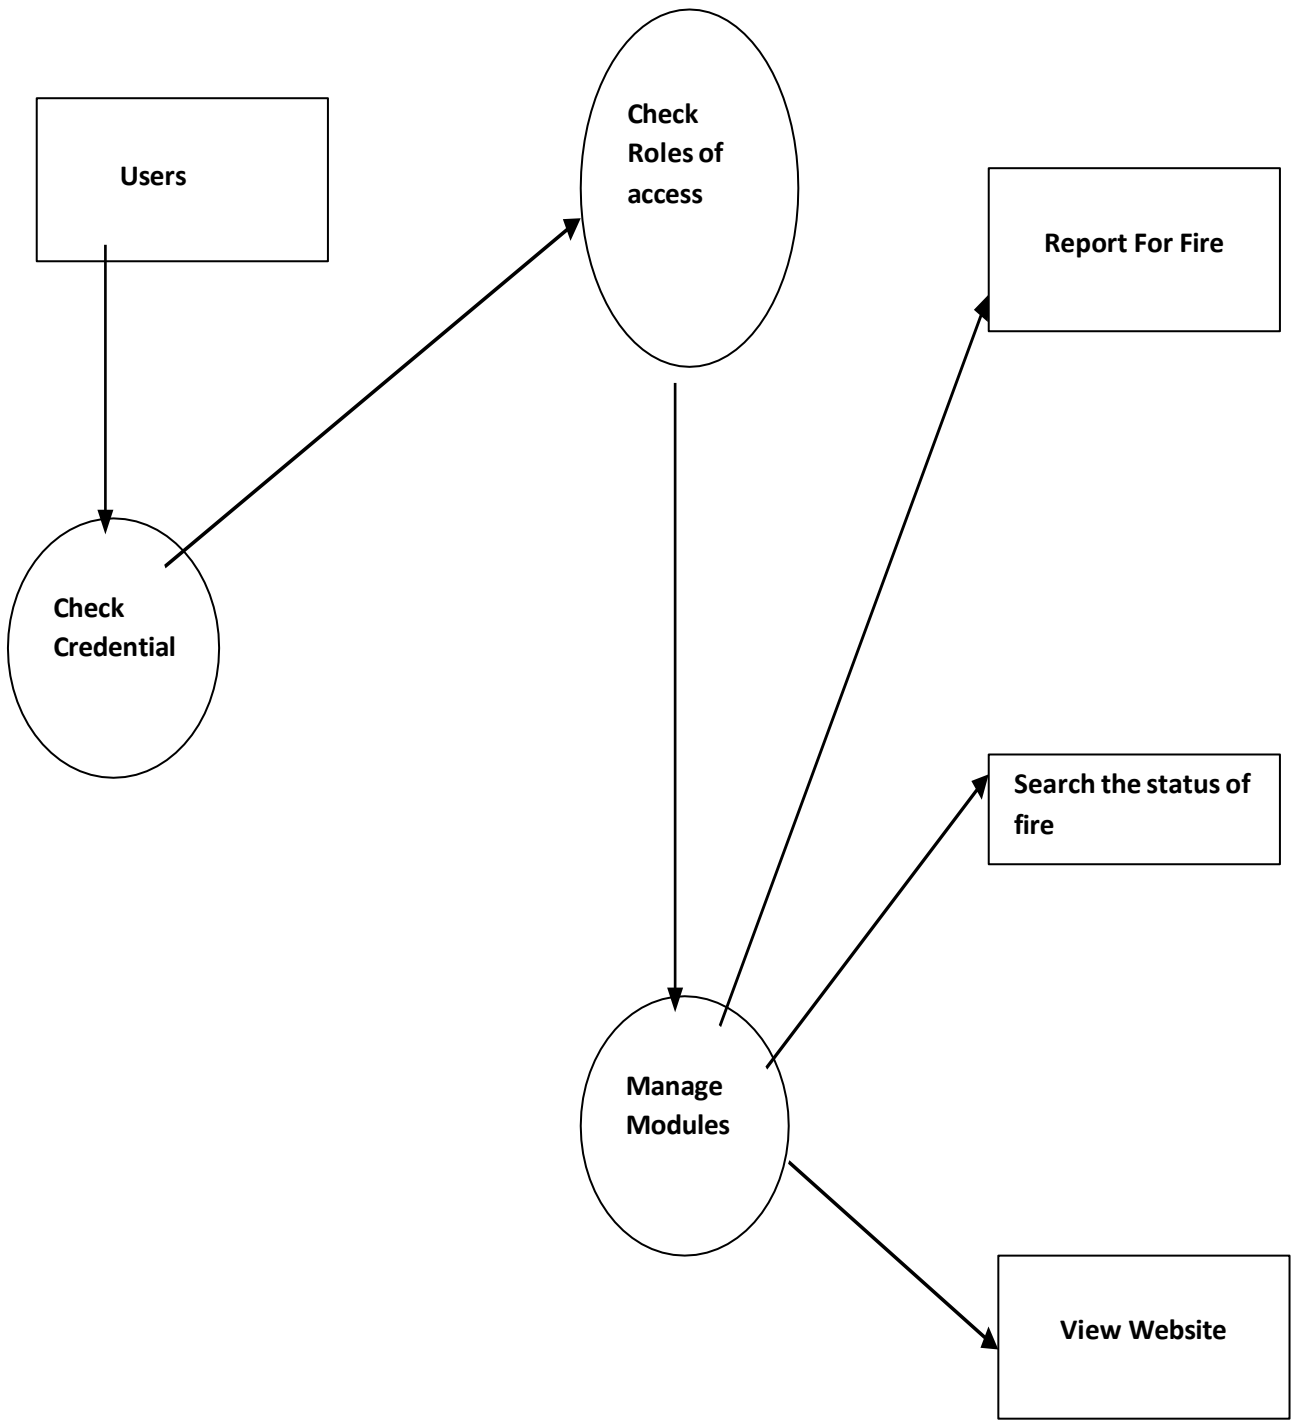 Users
Check
Roles of
access
Report For Fire
Check
Credential
Search the status of
fire
Manage
Modules
View Website